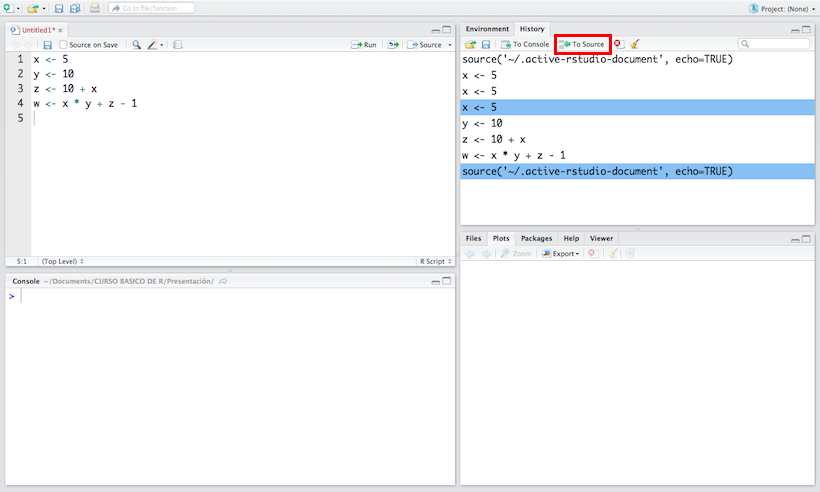 Go to file/function
Project: (None)
Untitled1*
Source on Save
Run
Source
1 x <- 5
2 y <- 10
3 z <- 10 + x
4 w <- x * y + z - 1
5
5:1 (Top Level) R Script
Console ~/Documents/CURSO BASICO DE R/Presentación/
>
Environment History
To Console To Source
source('~/.active-rstudio-document', echo=TRUE)
x <- 5
x <- 5
x <- 5
y <- 10
z <- 10 + x
w <- x * y + z - 1
source('~/.active-rstudio-document', echo=TRUE)
Files Plots Packages Help Viewer
Zoom Export